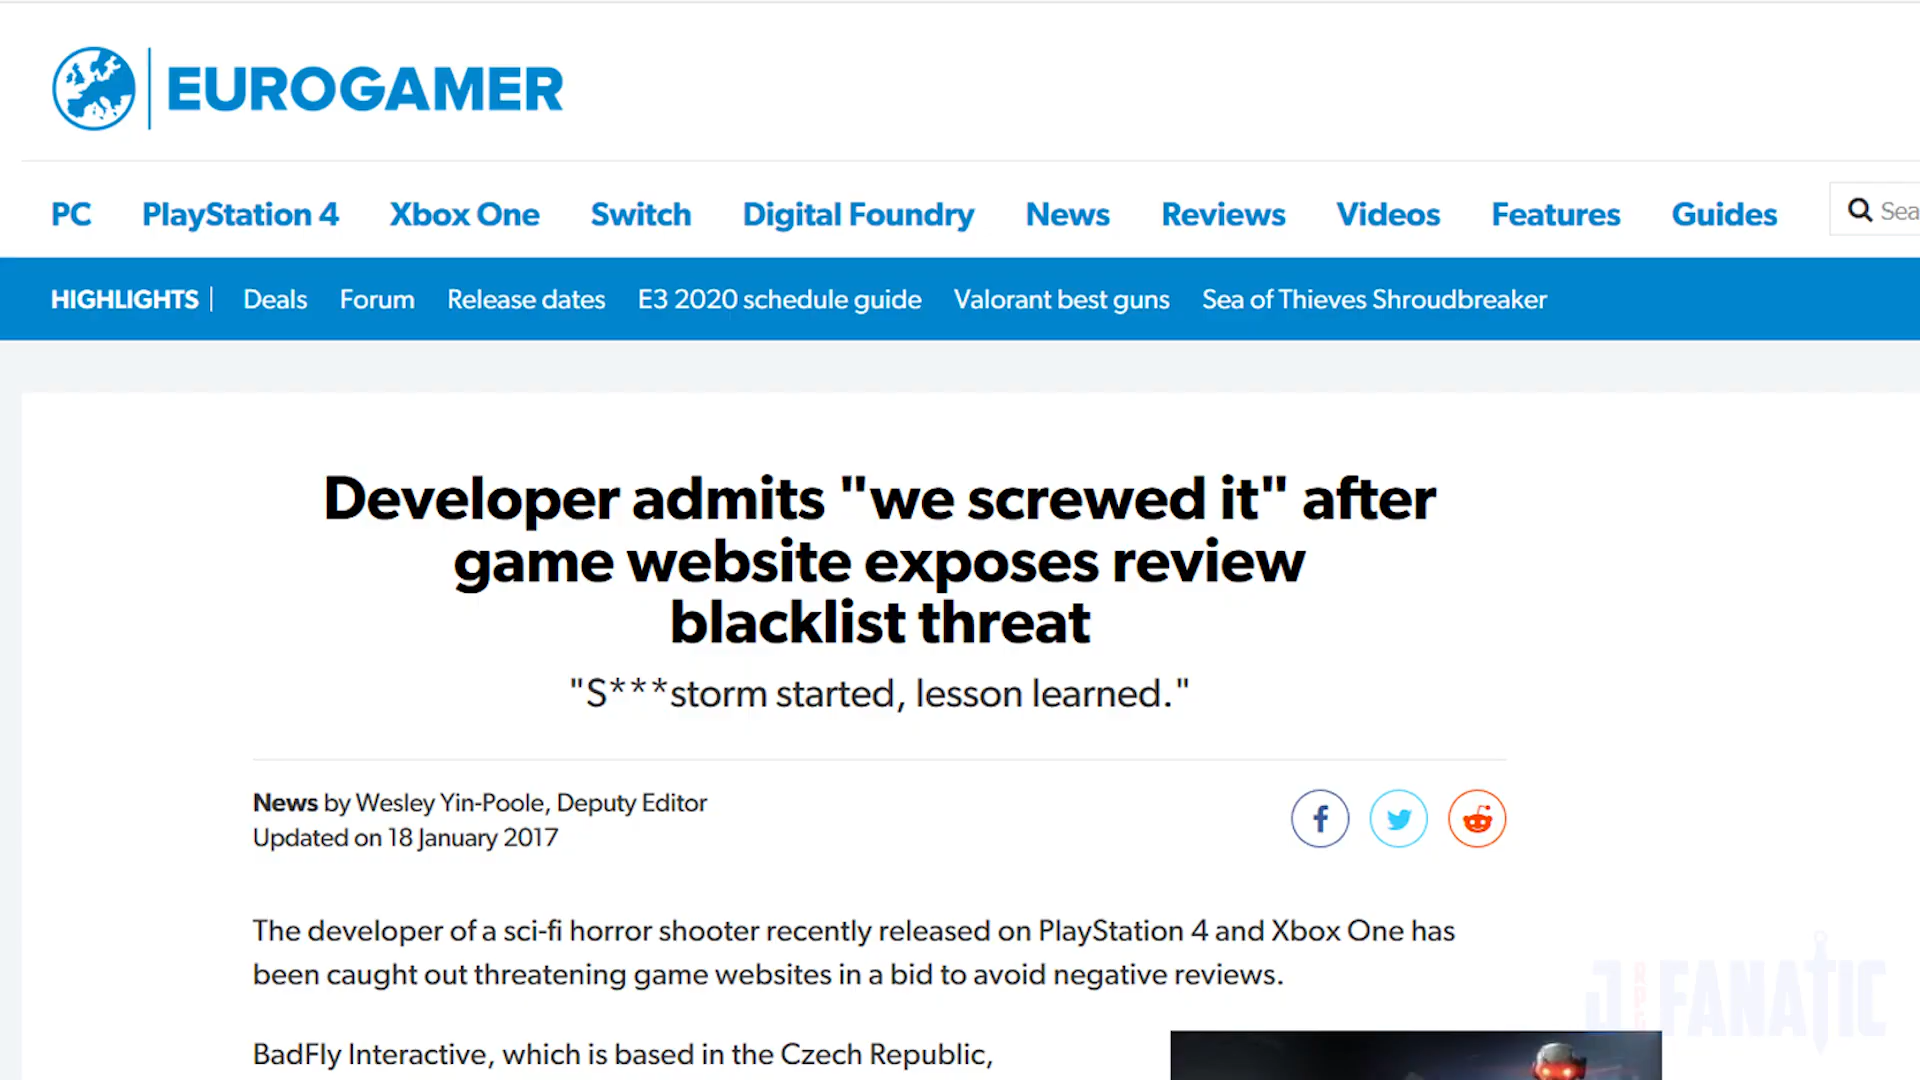 EUROGAMER
PC PlayStation 4 Xbox One Switch Digital Foundry News Reviews Videos Features Guides Sea
HIGHLIGHTS | Deals Forum Release dates E3 2020 schedule guide Valorant best guns Sea of Thieves Shroudbreaker
Developer admits "we screwed it" after
game website exposes review
blacklist threat
"S***storm started, lesson learned."
News by Wesley Yin-Poole, Deputy Editor
Updated on 18 January 2017
The developer of a sci-fi horror shooter recently released on PlayStation 4 and Xbox One has
been caught out threatening game websites in a bid to avoid negative reviews.
BadFly Interactive, which is based in the Czech Republic,
J RPG FANATIC